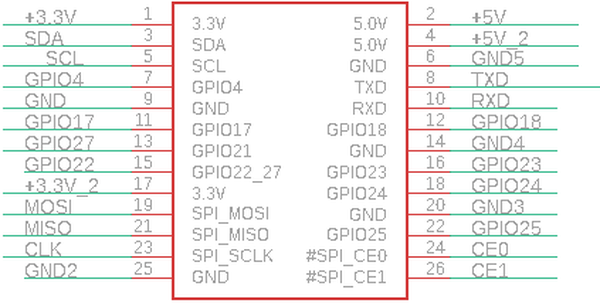 +3.3V 1 3.3V 5.0V 2 +5V
SDA 3 SDA 5.0V 4 +5V_2
SCL 5 SCL GND 6 GND5
GPIO4 7 GPIO4 TXD 8 TXD
GND 9 GND RXD 10 RXD
GPIO17 11 GPIO17 GPIO18 12 GPIO18
GPIO27 13 GPIO21 GND 14 GND4
GPIO22 15 GPIO22_27 GPIO23 16 GPIO23
+3.3V_2 17 3.3V GPIO24 18 GPIO24
MOSI 19 SPI_MOSI GND 20 GND3
MISO 21 SPI_MISO GPIO25 22 GPIO25
CLK 23 SPI_SCLK #SPI_CE0 24 CE0
GND2 25 GND #SPI_CE1 26 CE1